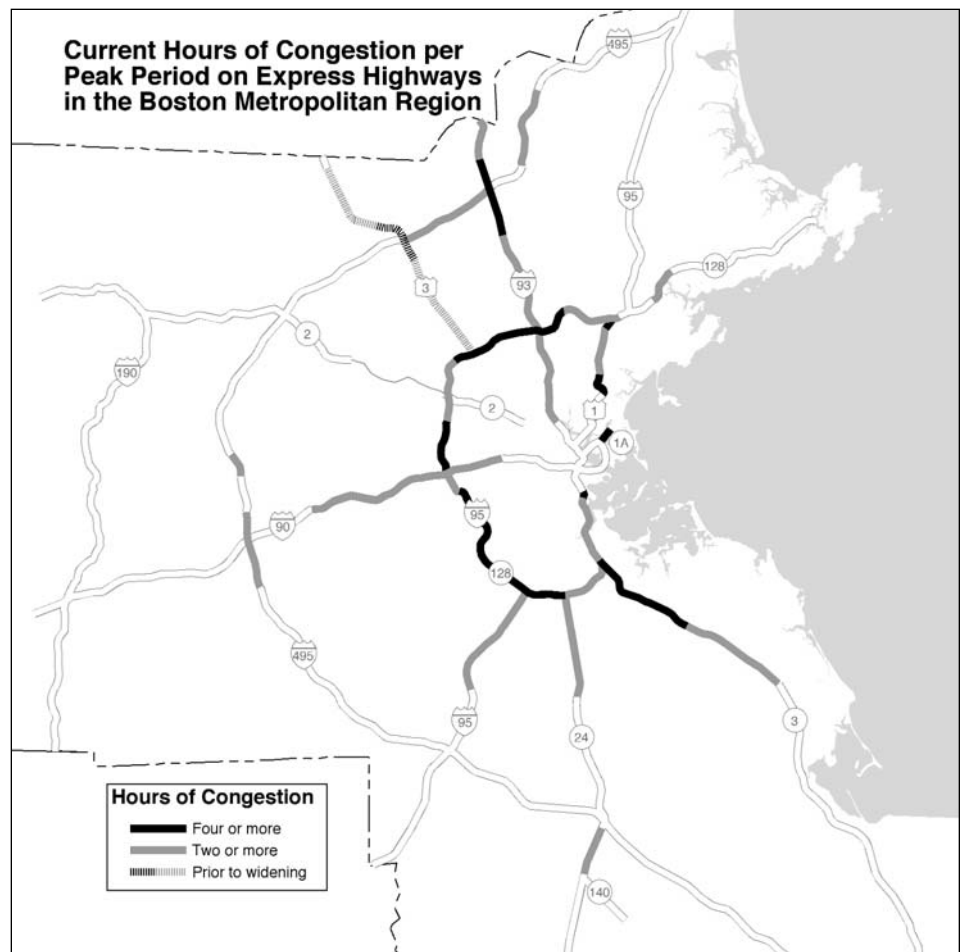 Current Hours of Congestion per
Peak Period on Express Highways
in the Boston Metropolitan Region
495
95
128
93
3
2
190
2
1
1A
90
95
128
495
95
24
3
140
Hours of Congestion
Four or more
Two or more
Prior to widening